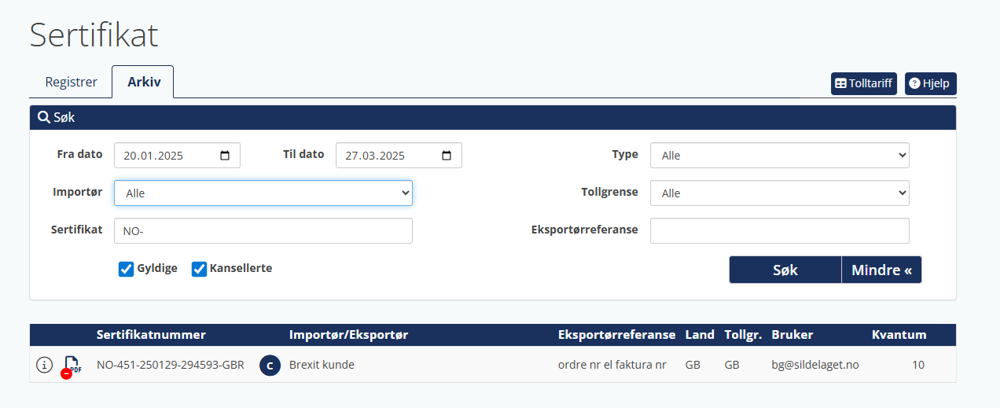 Sertifikat
Registrer Arkiv Tolltariff ? Hjelp
Søk
Fra dato 20.01.2025 Til dato 27.03.2025 Type Alle
Importør Alle Tollgrense Alle
Sertifikat NO- Eksportørreferanse
Gyldige Kansellerte Søk Mindre «
Sertifikatnummer Importør/Eksportør Eksportørreferanse Land Tollgr. Bruker Kvantum
i PDF NO-451-250129-294593-GBR C Brexit kunde ordre nr el faktura nr GB GB bg@sildelaget.no 10